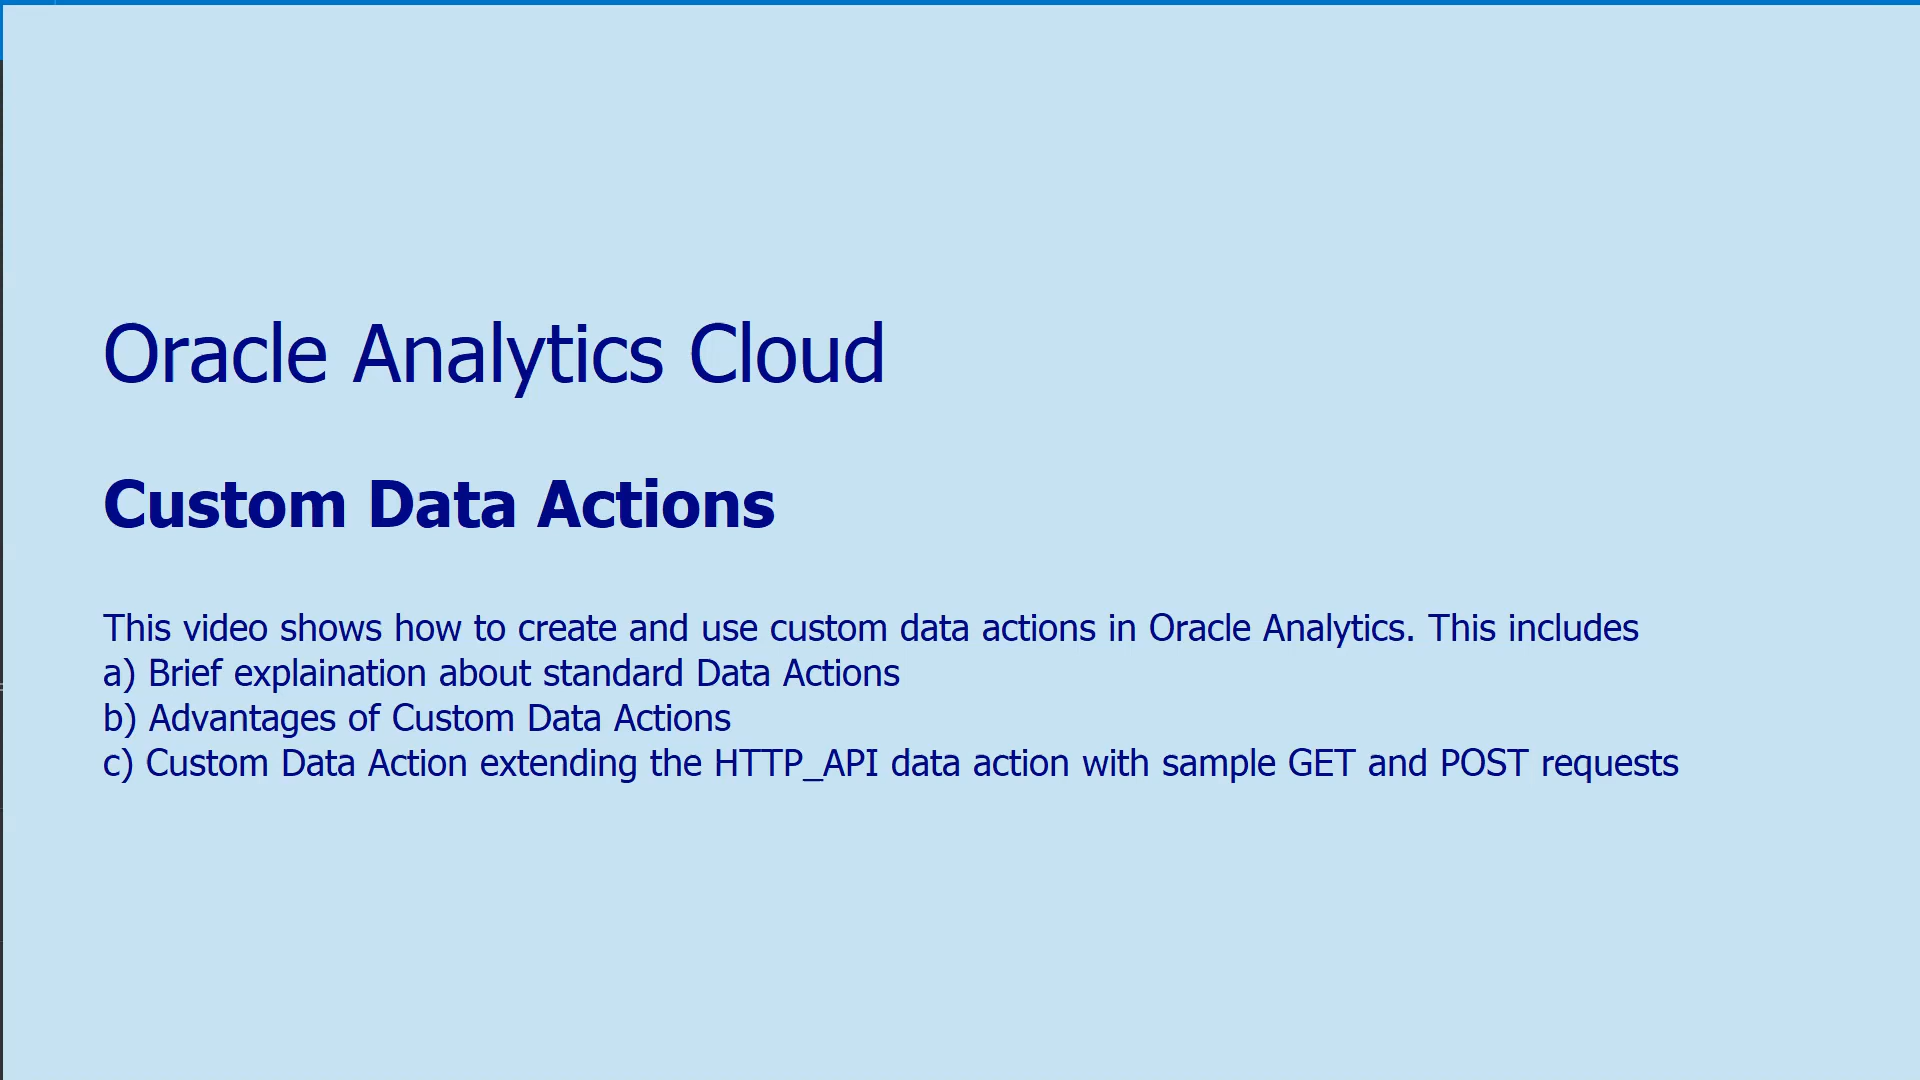 Oracle Analytics Cloud
Custom Data Actions
This video shows how to create and use custom data actions in Oracle Analytics. This includes
a) Brief explaination about standard Data Actions
b) Advantages of Custom Data Actions
c) Custom Data Action extending the HTTP_API data action with sample GET and POST requests